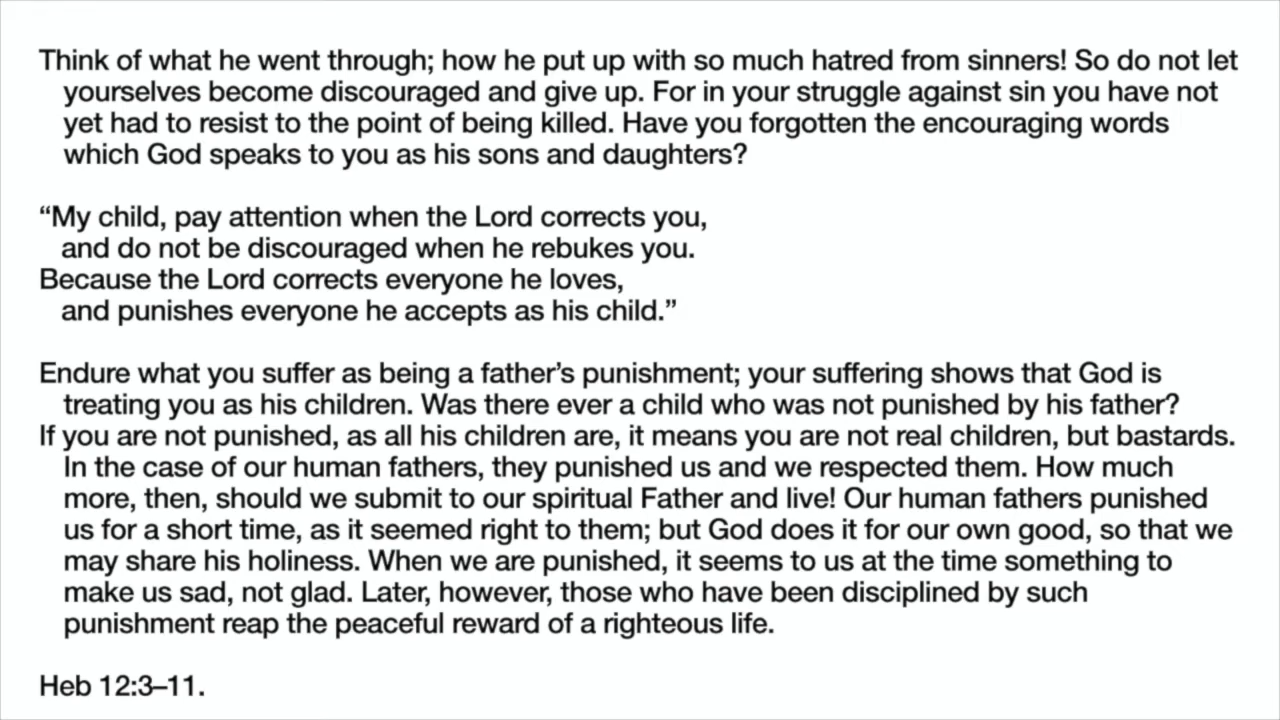 Think of what he went through; how he put up with so much hatred from sinners! So do not let
yourselves become discouraged and give up. For in your struggle against sin you have not
yet had to resist to the point of being killed. Have you forgotten the encouraging words
which God speaks to you as his sons and daughters?
“My child, pay attention when the Lord corrects you,
and do not be discouraged when he rebukes you.
Because the Lord corrects everyone he loves,
and punishes everyone he accepts as his child.”
Endure what you suffer as being a father’s punishment; your suffering shows that God is
treating you as his children. Was there ever a child who was not punished by his father?
If you are not punished, as all his children are, it means you are not real children, but bastards.
In the case of our human fathers, they punished us and we respected them. How much
more, then, should we submit to our spiritual Father and live! Our human fathers punished
us for a short time, as it seemed right to them; but God does it for our own good, so that we
may share his holiness. When we are punished, it seems to us at the time something to
make us sad, not glad. Later, however, those who have been disciplined by such
punishment reap the peaceful reward of a righteous life.
Heb 12:3–11.